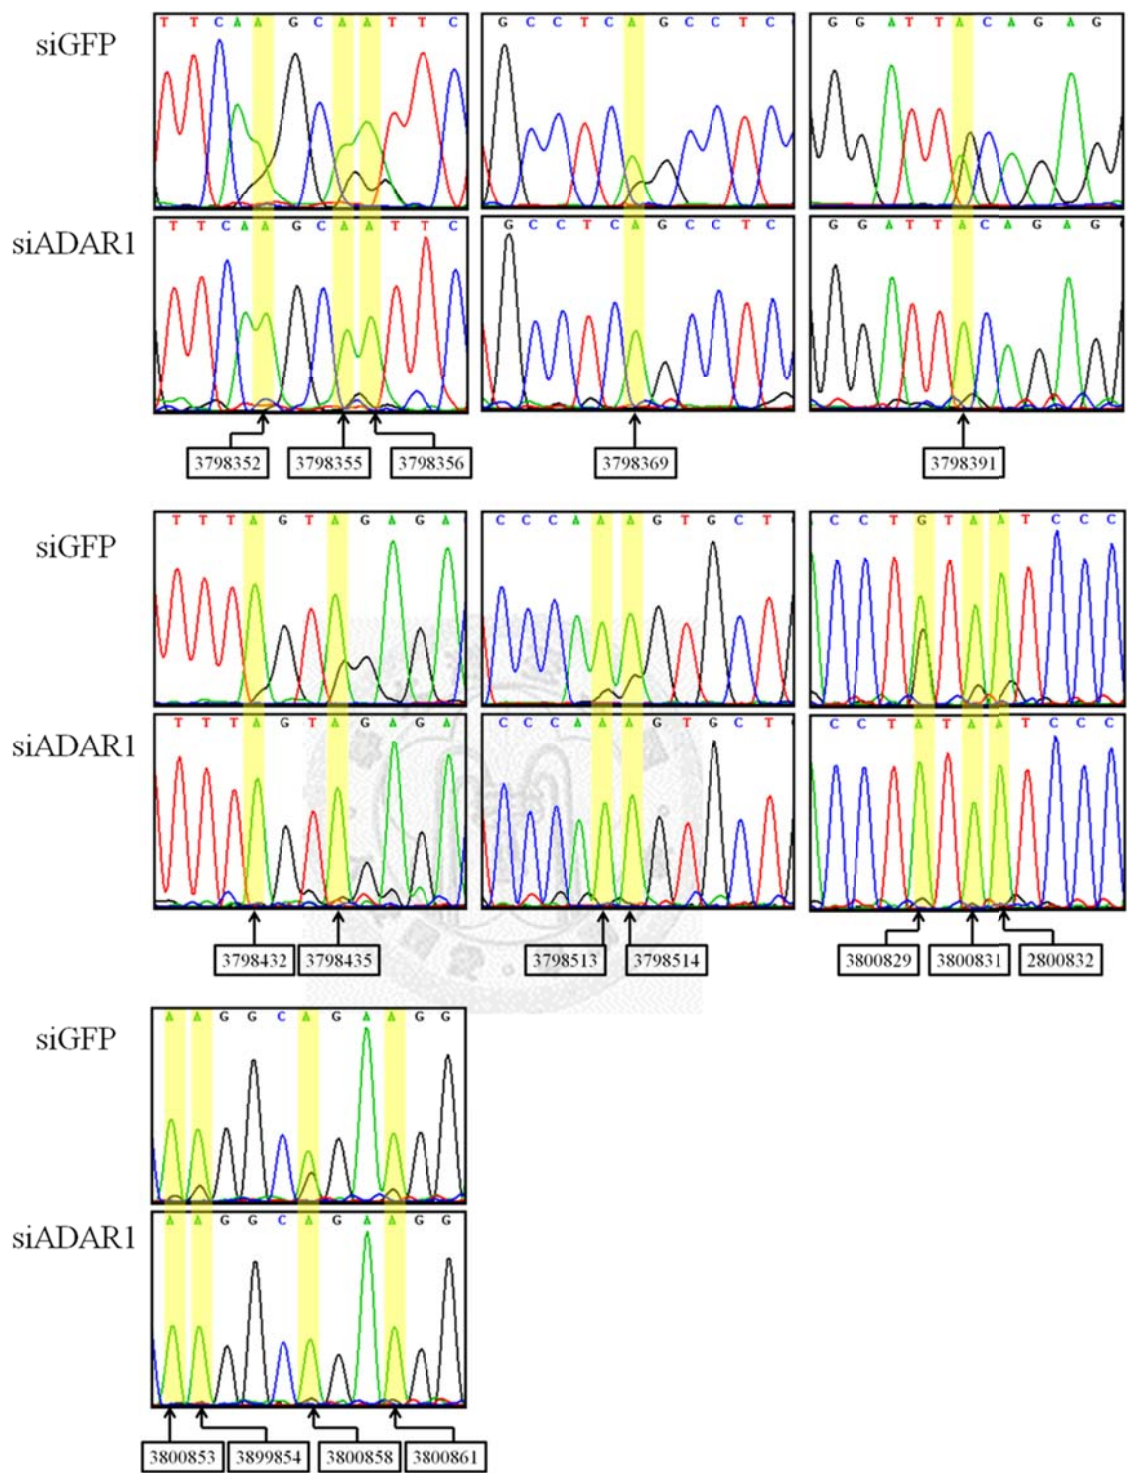 siGFP
T T C A A G C A A T T C
G C C T C A G C C T C
G G A T T A C A G A G
siADAR1
T T C A A G C A A T T C
G C C T C A G C C T C
G G A T T A C A G A G
3798352
3798355
3798356
3798369
3798391
siGFP
T T T A G T A G A G A
C C C A A A G T G C T
C C T G T A A T C C C
siADAR1
T T T A G T A G A G A
C C C A A A G T G C T
C C T A T A A T C C C
3798432
3798435
3798513
3798514
3800829
3800831
2800832
siGFP
A A G G C A G A A G G
siADAR1
A A G G C A G A A G G
3800853
3899854
3800858
3800861